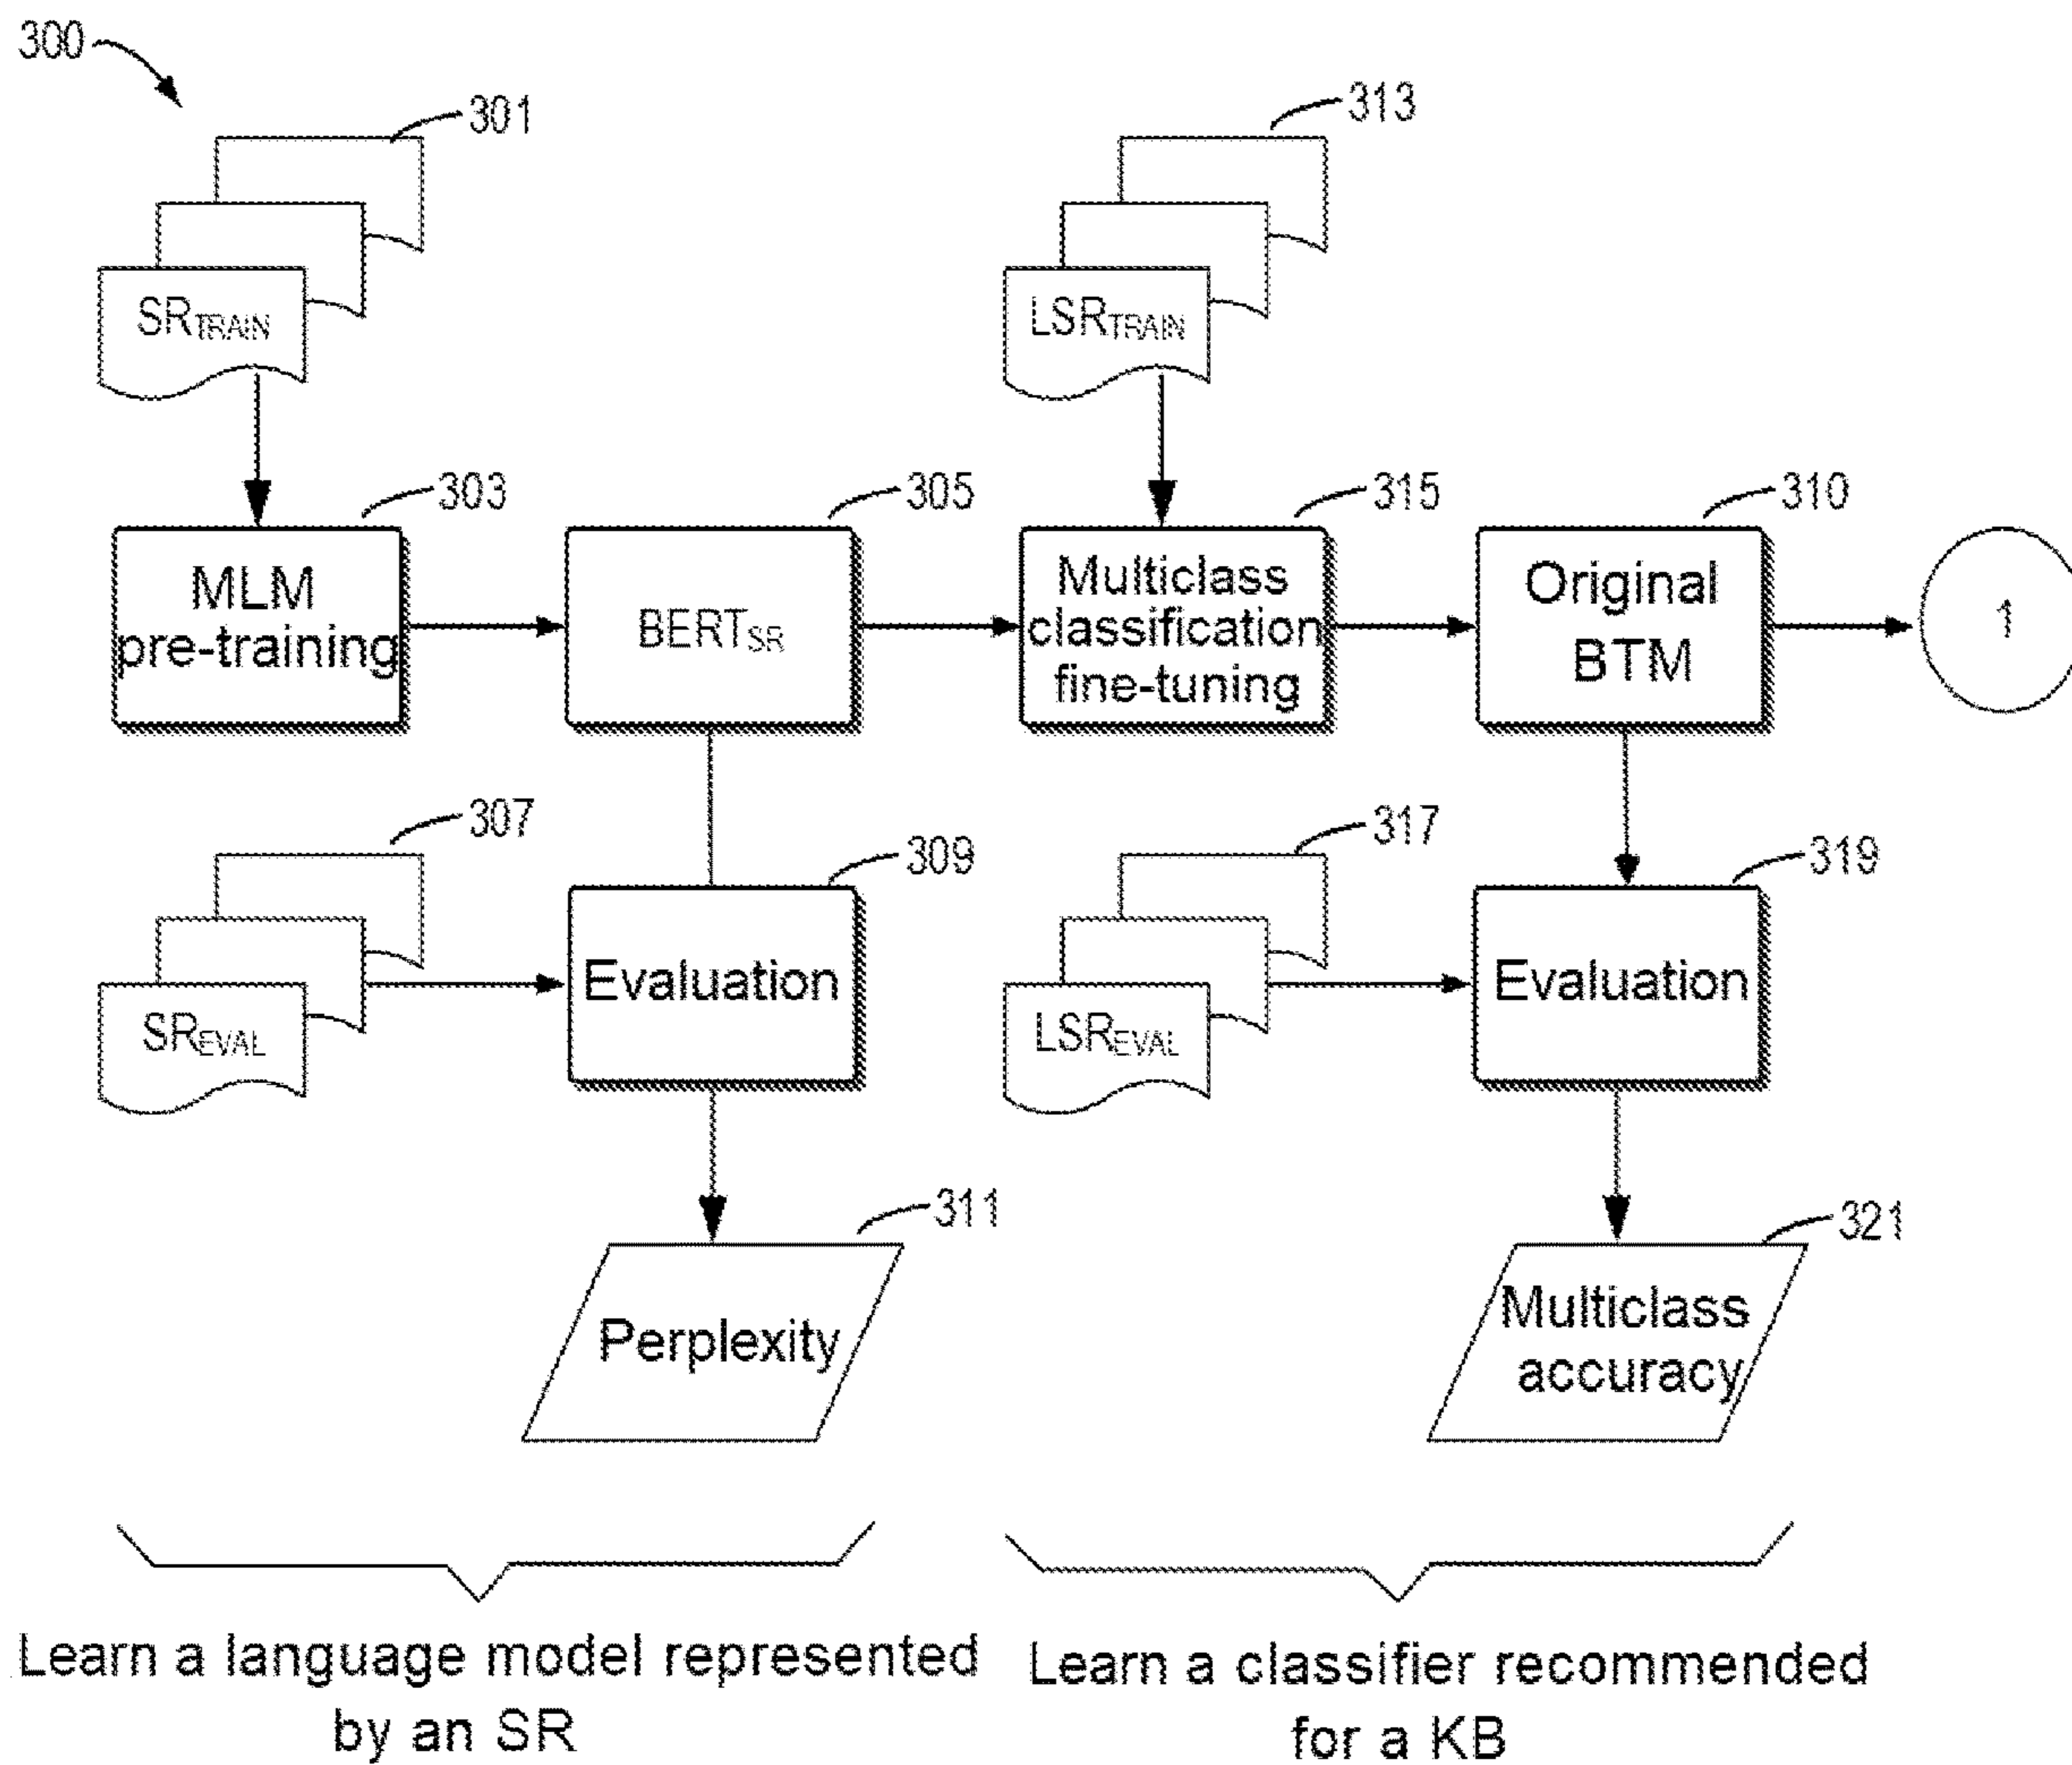 300
301
313
SRTRAIN
LSRTRAIN
303
305
315
310
MLM
pre-training
BERTSR
Multiclass
classification
fine-tuning
Original
BTM
1
307
309
317
319
SREVAL
Evaluation
LSREVAL
Evaluation
311
321
Perplexity
Multiclass
accuracy
Learn a language model represented
by an SR
Learn a classifier recommended
for a KB